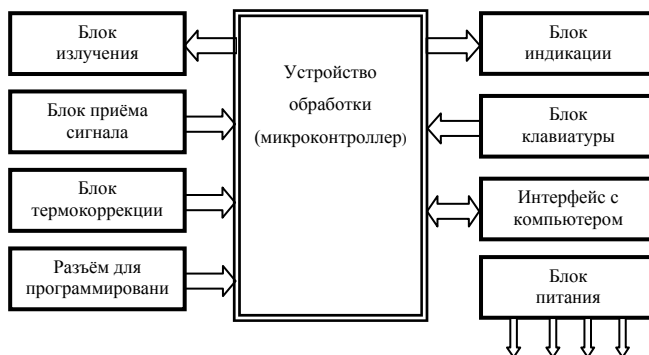 Блок
излучения
Блок приёма
сигнала
Блок
термокоррекции
Разъём для
программировани
Устройство
обработки
(микроконтроллер)
Блок
индикации
Блок
клавиатуры
Интерфейс с
компьютером
Блок
питания